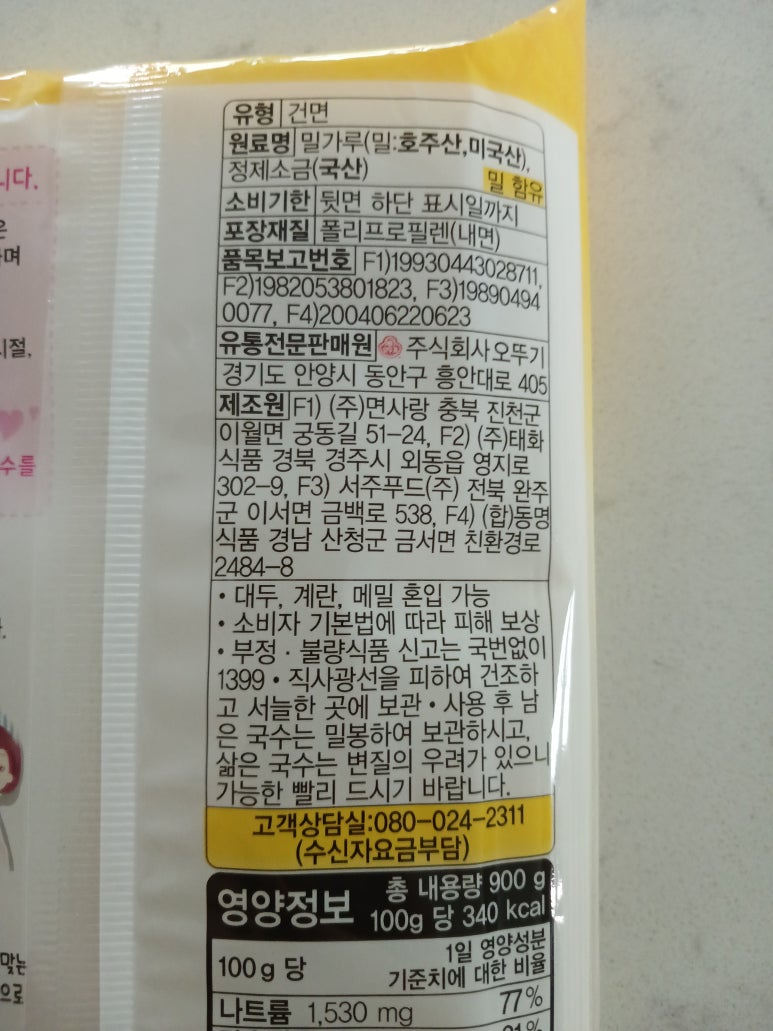 유형 건면
원료명 밀가루(밀:호주산,미국산),
정제소금(국산)
밀 함유
소비기한 뒷면 하단 표시일까지
포장재질 폴리프로필렌(내면)
품목보고번호 F1)19930443028711,
F2)1982053801823, F3)19890494
0077, F4)200406220623
유통전문판매원 주식회사 오뚜기
경기도 안양시 동안구 흥안대로 405
제조원 F1) (주)면사랑 충북 진천군
이월면 궁동길 51-24, F2) (주)태화
식품 경북 경주시 외동읍 영지로
302-9, F3) 서주푸드(주) 전북 완주
군 이서면 금백로 538, F4) (합)동명
식품 경남 산청군 금서면 친환경로
2484-8
• 대두, 계란, 메밀 혼입 가능
• 소비자 기본법에 따라 피해 보상
• 부정 · 불량식품 신고는 국번없이
1399 • 직사광선을 피하여 건조하
고 서늘한 곳에 보관 • 사용 후 남
은 국수는 밀봉하여 보관하시고,
삶은 국수는 변질의 우려가 있으니
가능한 빨리 드시기 바랍니다.
고객상담실:080-024-2311
(수신자요금부담)
영양정보 총 내용량 900 g
100g 당 340 kcal
100g 당 1일 영양성분
기준치에 대한 비율
나트륨 1,530 mg 77%
니다.
며
시절,
수를
맞는
으로